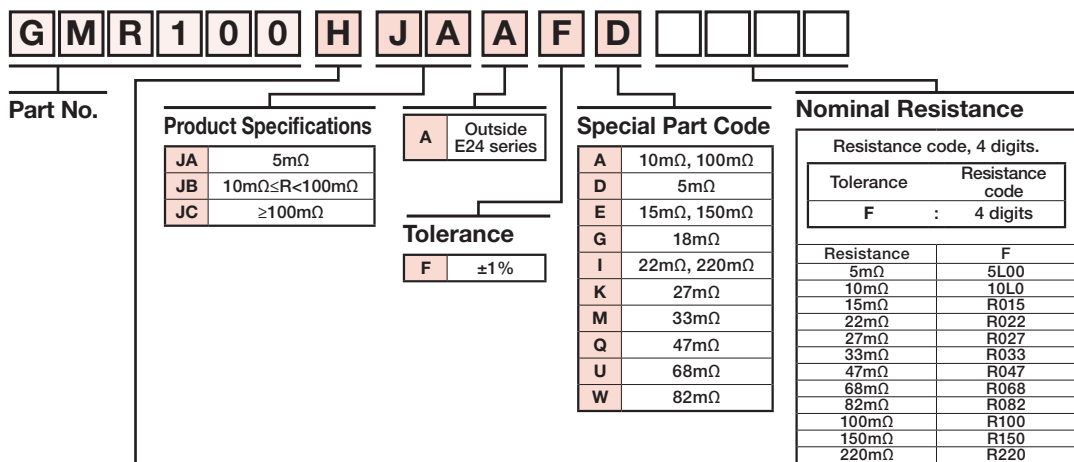 GMR100 H JA A F D
Part No.
Product Specifications
JA 5mΩ
JB 10mΩ≤R<100mΩ
JC ≥100mΩ
A Outside
E24 series
Tolerance
F ±1%
Special Part Code
A 10mΩ, 100mΩ
D 5mΩ
E 15mΩ, 150mΩ
G 18mΩ
I 22mΩ, 220mΩ
K 27mΩ
M 33mΩ
Q 47mΩ
U 68mΩ
W 82mΩ
Nominal Resistance
Resistance code, 4 digits.
Tolerance Resistance
code
F : 4 digits
Resistance F
5mΩ 5L00
10mΩ 10L0
15mΩ R015
22mΩ R022
27mΩ R027
33mΩ R033
47mΩ R047
68mΩ R068
82mΩ R082
100mΩ R100
150mΩ R150
220mΩ R220